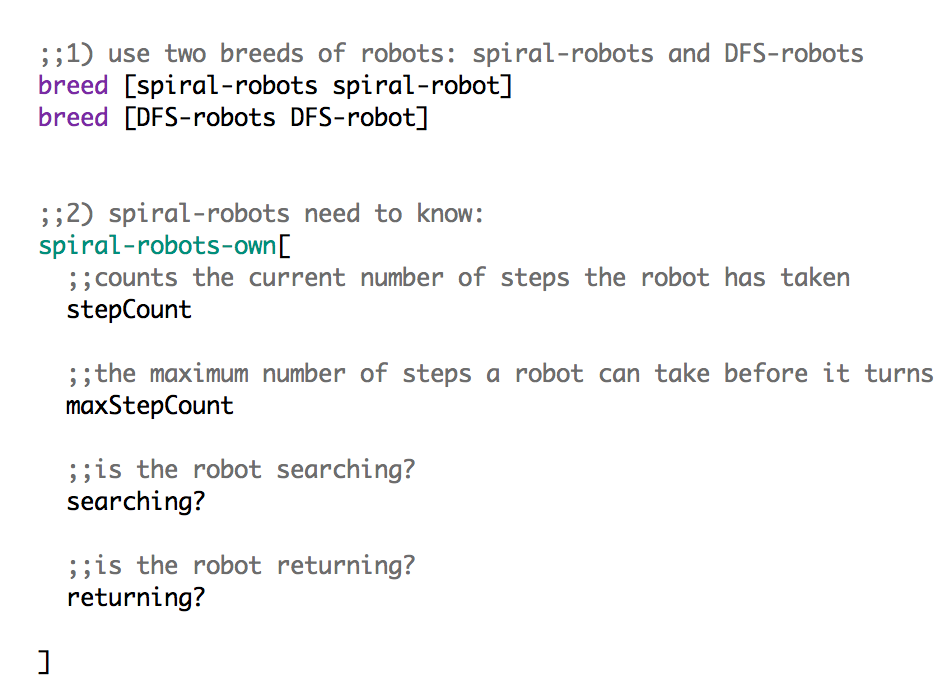 ;;1) use two breeds of robots: spiral-robots and DFS-robots
breed [spiral-robots spiral-robot]
breed [DFS-robots DFS-robot]
;;2) spiral-robots need to know:
spiral-robots-own[
;;counts the current number of steps the robot has taken
stepCount
;;the maximum number of steps a robot can take before it turns
maxStepCount
;;is the robot searching?
searching?
;;is the robot returning?
returning?
]